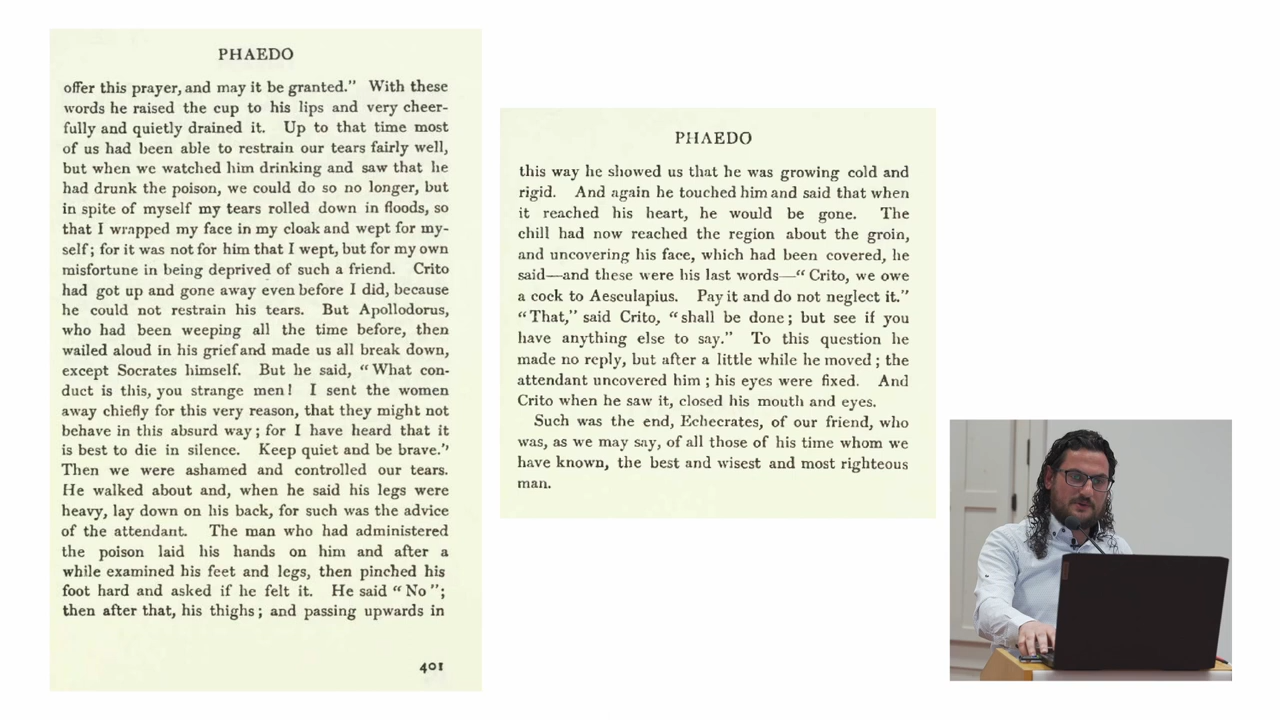 PHAEDO
offer this prayer, and may it be granted.” With these
words he raised the cup to his lips and very cheer-
fully and quietly drained it. Up to that time most
of us had been able to restrain our tears fairly well,
but when we watched him drinking and saw that he
had drunk the poison, we could do so no longer, but
in spite of myself my tears rolled down in floods, so
that I wrapped my face in my cloak and wept for my-
self; for it was not for him that I wept, but for my own
misfortune in being deprived of such a friend. Crito
had got up and gone away even before I did, because
he could not restrain his tears. But Apollodorus,
who had been weeping all the time before, then
wailed aloud in his grief and made us all break down,
except Socrates himself. But he said, “What con-
duct is this, you strange men! I sent the women
away chiefly for this very reason, that they might not
behave in this absurd way; for I have heard that it
is best to die in silence. Keep quiet and be brave.”
Then we were ashamed and controlled our tears.
He walked about and, when he said his legs were
heavy, lay down on his back, for such was the advice
of the attendant. The man who had administered
the poison laid his hands on him and after a
while examined his feet and legs, then pinched his
foot hard and asked if he felt it. He said “No”;
then after that, his thighs; and passing upwards in
401
PHAEDO
this way he showed us that he was growing cold and
rigid. And again he touched him and said that when
it reached his heart, he would be gone. The
chill had now reached the region about the groin,
and uncovering his face, which had been covered, he
said—and these were his last words—“Crito, we owe
a cock to Aesculapius. Pay it and do not neglect it.”
“That,” said Crito, “shall be done; but see if you
have anything else to say.” To this question he
made no reply, but after a little while he moved; the
attendant uncovered him; his eyes were fixed. And
Crito when he saw it, closed his mouth and eyes.
Such was the end, Echecrates, of our friend, who
was, as we may say, of all those of his time whom we
have known, the best and wisest and most righteous
man.